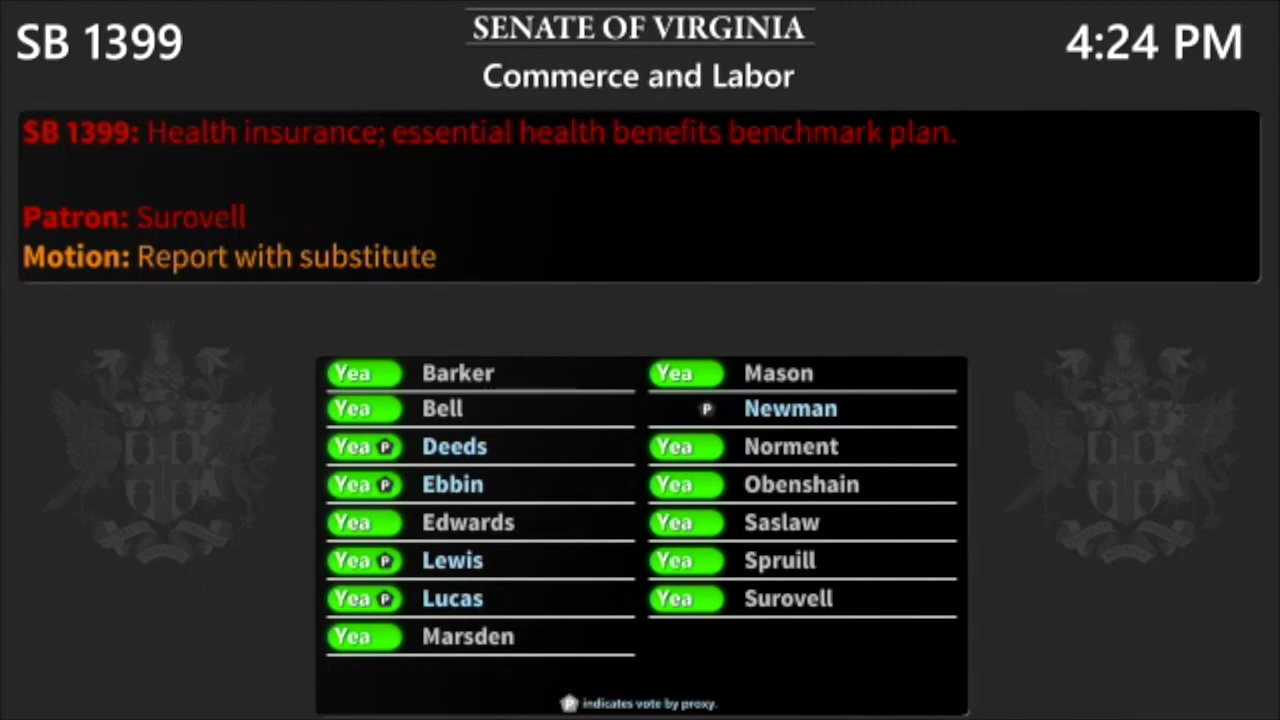 SB 1399
SENATE OF VIRGINIA
4:24 PM
Commerce and Labor
SB 1399: Health insurance; essential health benefits benchmark plan.
Patron: Surovell
Motion: Report with substitute
Yea Barker
Yea Bell
Yea P Deeds
Yea P Ebbin
Yea Edwards
Yea P Lewis
Yea P Lucas
Yea Marsden
Yea Mason
P Newman
Yea Norment
Yea Obenshain
Yea Saslaw
Yea Spruill
Yea Surovell
P indicates vote by proxy.